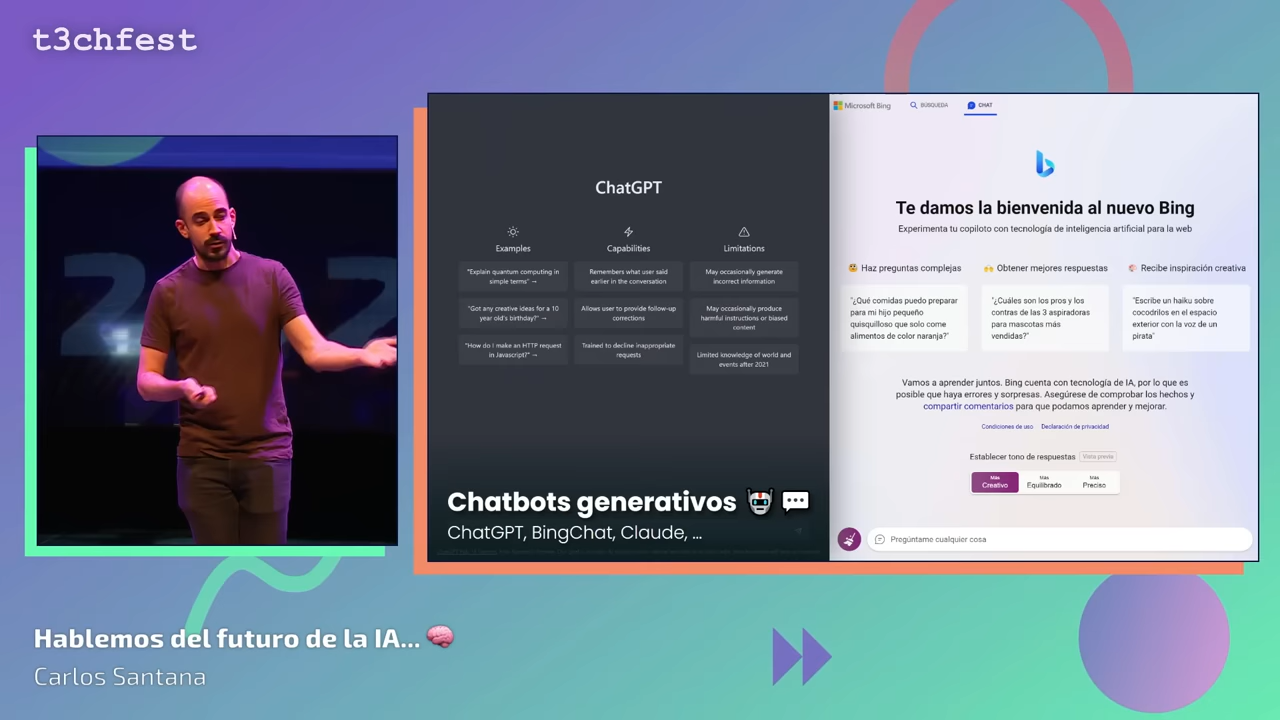 t3chfest
ChatGPT
Examples
"Explain quantum computing in
simple terms" →
"Got any creative ideas for a 10
year old's birthday?" →
"How do I make an HTTP request
in Javascript?" →
Capabilities
Remembers what user said
earlier in the conversation
Allows user to provide follow-up
corrections
Trained to decline inappropriate
requests
Limitations
May occasionally generate
incorrect information
May occasionally produce
harmful instructions or biased
content
Limited knowledge of world and
events after 2021
Chatbots generativos
ChatGPT, BingChat, Claude, ...
Microsoft Bing
BÚSQUEDA
CHAT
Te damos la bienvenida al nuevo Bing
Experimenta tu copiloto con tecnología de inteligencia artificial para la web
Haz preguntas complejas
"¿Qué comidas puedo preparar
para mi hijo pequeño
quisquilloso que solo come
alimentos de color naranja?"
Obtener mejores respuestas
"¿Cuáles son los pros y los
contras de las 3 aspiradoras
para mascotas más
vendidas?"
Recibe inspiración creativa
"Escribe un haiku sobre
cocodrilos en el espacio
exterior con la voz de un
pirata"
Vamos a aprender juntos. Bing cuenta con tecnología de IA, por lo que es
posible que haya errores y sorpresas. Asegúrese de comprobar los hechos y
compartir comentarios para que podamos aprender y mejorar.
Condiciones de uso Declaración de privacidad
Establecer tono de respuestas Vista previa
Más
Creativo
Más
Equilibrado
Más
Preciso
Pregúntame cualquier cosa
2 2
Hablemos del futuro de la IA...
Carlos Santana